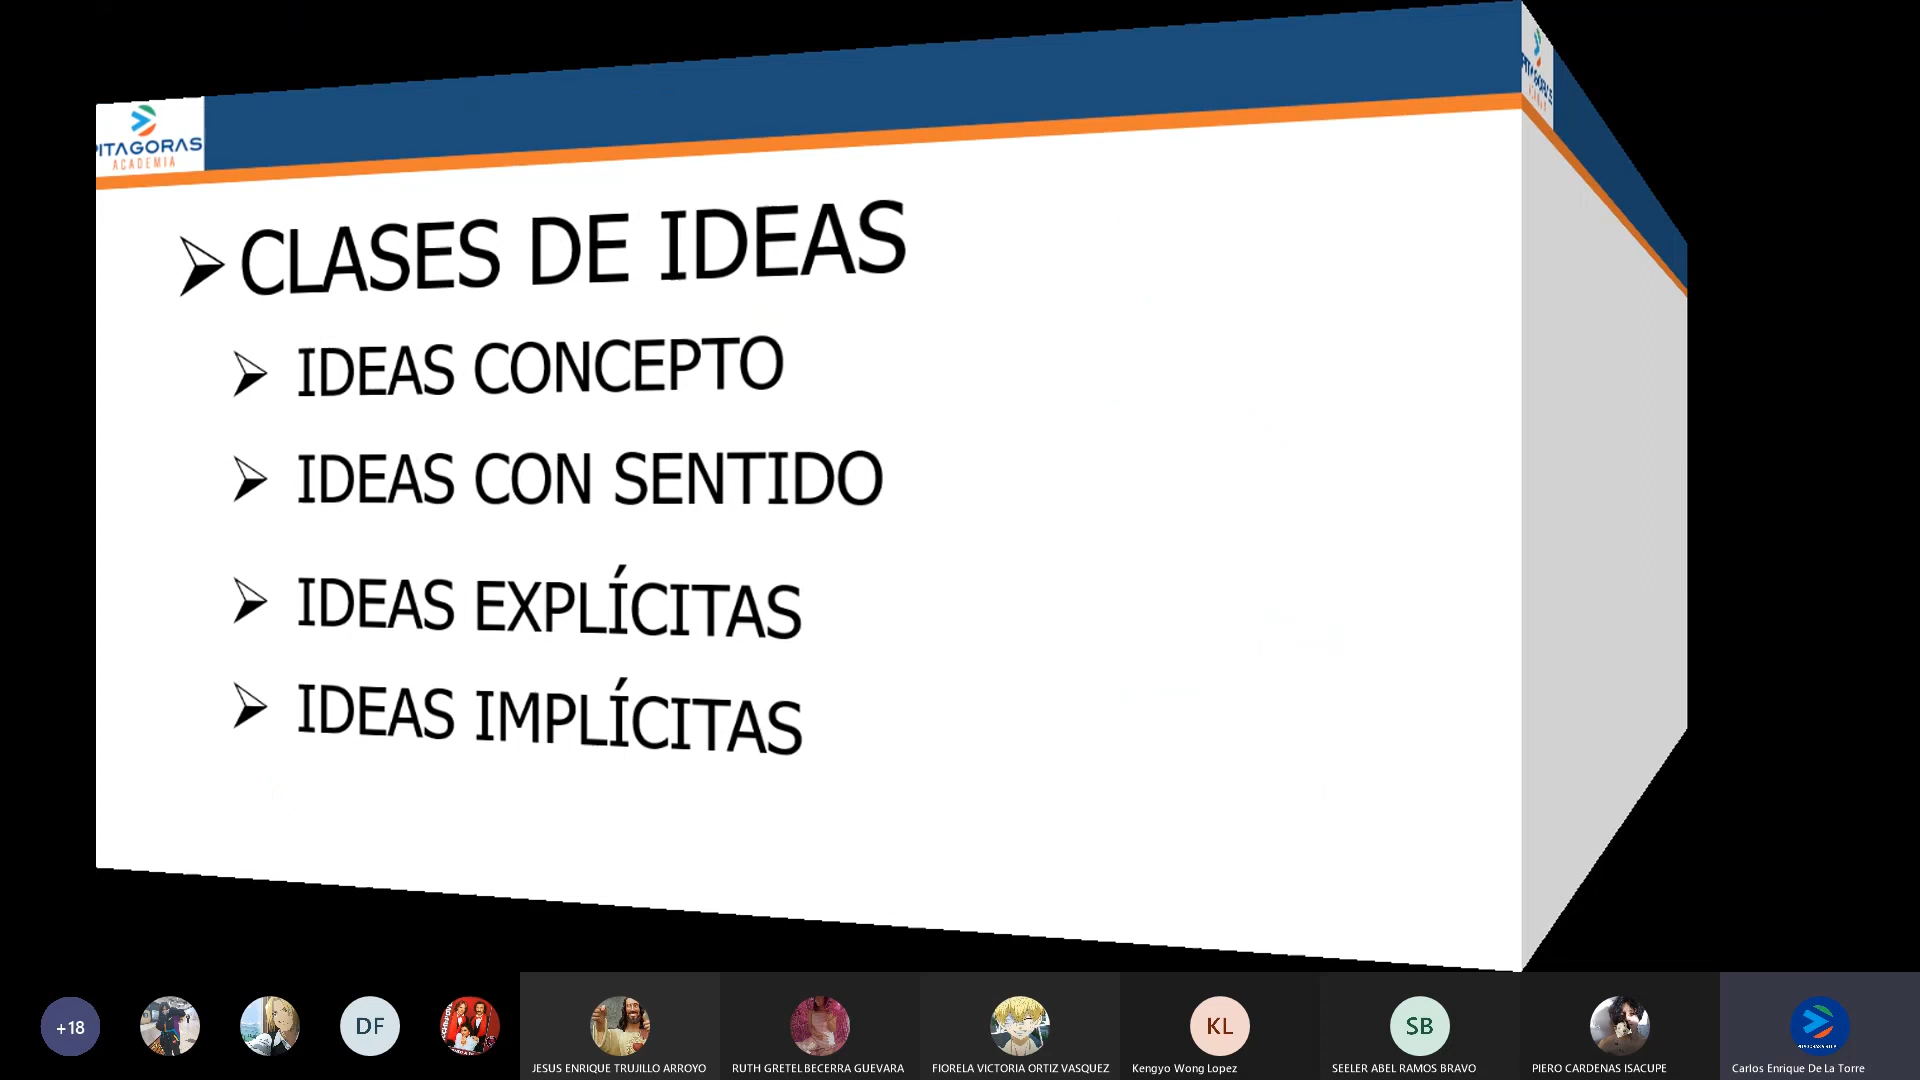 PITAGORAS
ACADEMIA
CLASES DE IDEAS
IDEAS CONCEPTO
IDEAS CON SENTIDO
IDEAS EXPLÍCITAS
IDEAS IMPLÍCITAS
+18
DF
KL
SB
JESUS ENRIQUE TRUJILLO ARROYO
RUTH GRETEL BECERRA GUEVARA
FIORELA VICTORIA ORTIZ VASQUEZ
Kengyo Wong Lopez
SEELER ABEL RAMOS BRAVO
PIERO CARDENAS ISACUPE
Carlos Enrique De La Torre